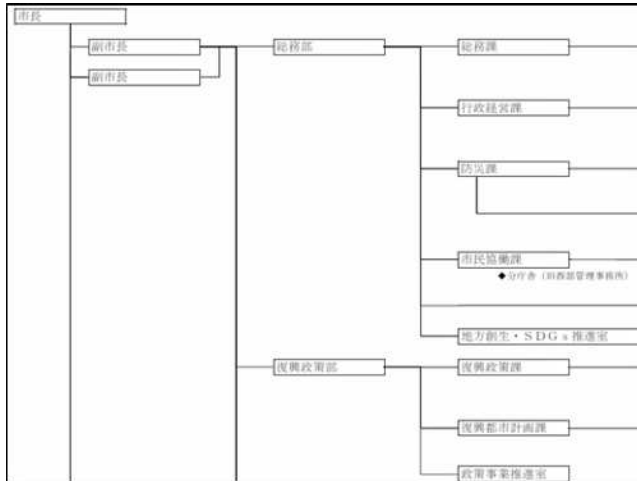 市長
副市長
総務部
総務課
副市長
行政経営課
防災課
市民協働課
◆分庁舎（旧西部管理事務所）
地方創生・SDGs推進室
復興政策部
復興政策課
復興都市計画課
政策事業推進室